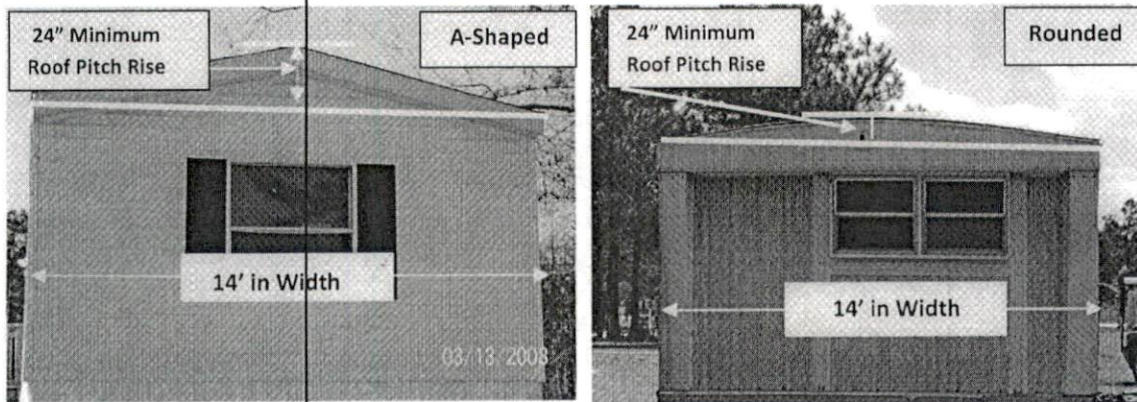 24" Minimum
Roof Pitch Rise
A-Shaped
14' in Width
03/13 2008
24" Minimum
Roof Pitch Rise
Rounded
14' in Width